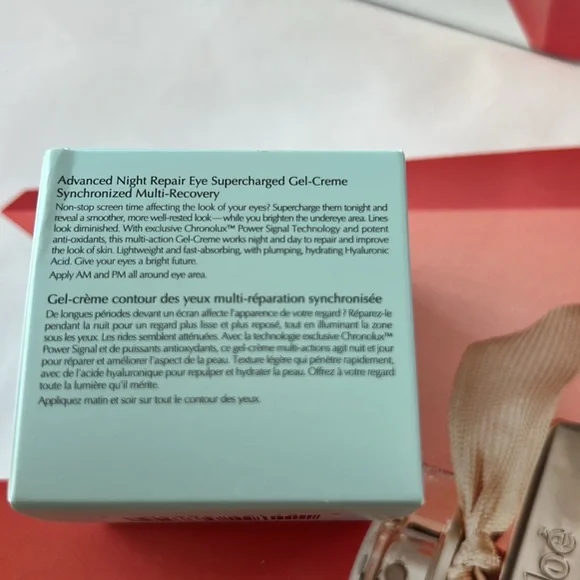 Advanced Night Repair Eye Supercharged Gel-Creme
Synchronized Multi-Recovery
Non-stop screen time affecting the look of your eyes? Supercharge them tonight and
reveal a smoother, more well-rested look—while you brighten the undereye area. Lines
look diminished. With exclusive Chronolux™ Power Signal Technology and potent
anti-oxidants, this multi-action Gel-Creme works night and day to repair and improve
the look of skin. Lightweight and fast-absorbing, with plumping, hydrating Hyaluronic
Acid. Give your eyes a bright future.
Apply AM and PM all around eye area.
Gel-crème contour des yeux multi-réparation synchronisée
De longues périodes devant un écran affecte l'apparence de votre regard ? Réparez-le
pendant la nuit pour un regard plus lisse et plus reposé, tout en illuminant la zone
sous les yeux. Les rides semblent atténuées. Avec la technologie exclusive Chronolux™
Power Signal et de puissants antioxydants, ce gel-crème multi-actions agit nuit et jour
pour réparer et améliorer l'aspect de la peau. Texture légère qui pénètre rapidement,
avec de l'acide hyaluronique pour repulper et hydrater la peau. Offrez à votre regard
toute la lumière qu'il mérite.
Appliquez matin et soir sur tout le contour des yeux.